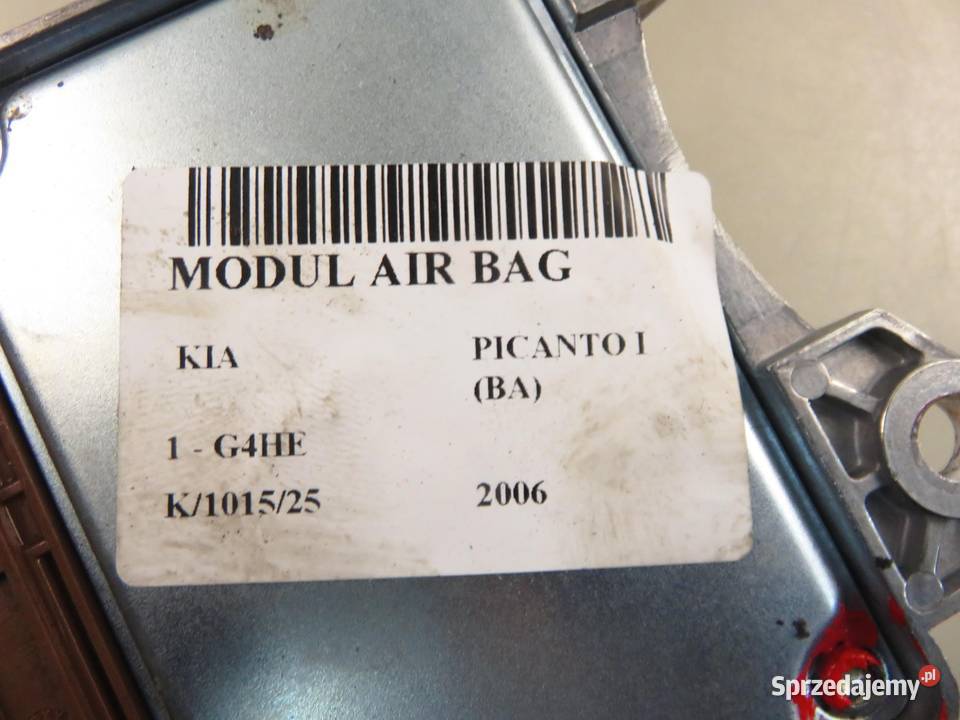 MODUL AIR BAG
KIA PICANTO I
(BA)
1 - G4HE
K/1015/25 2006
Sprzedajemy.pl